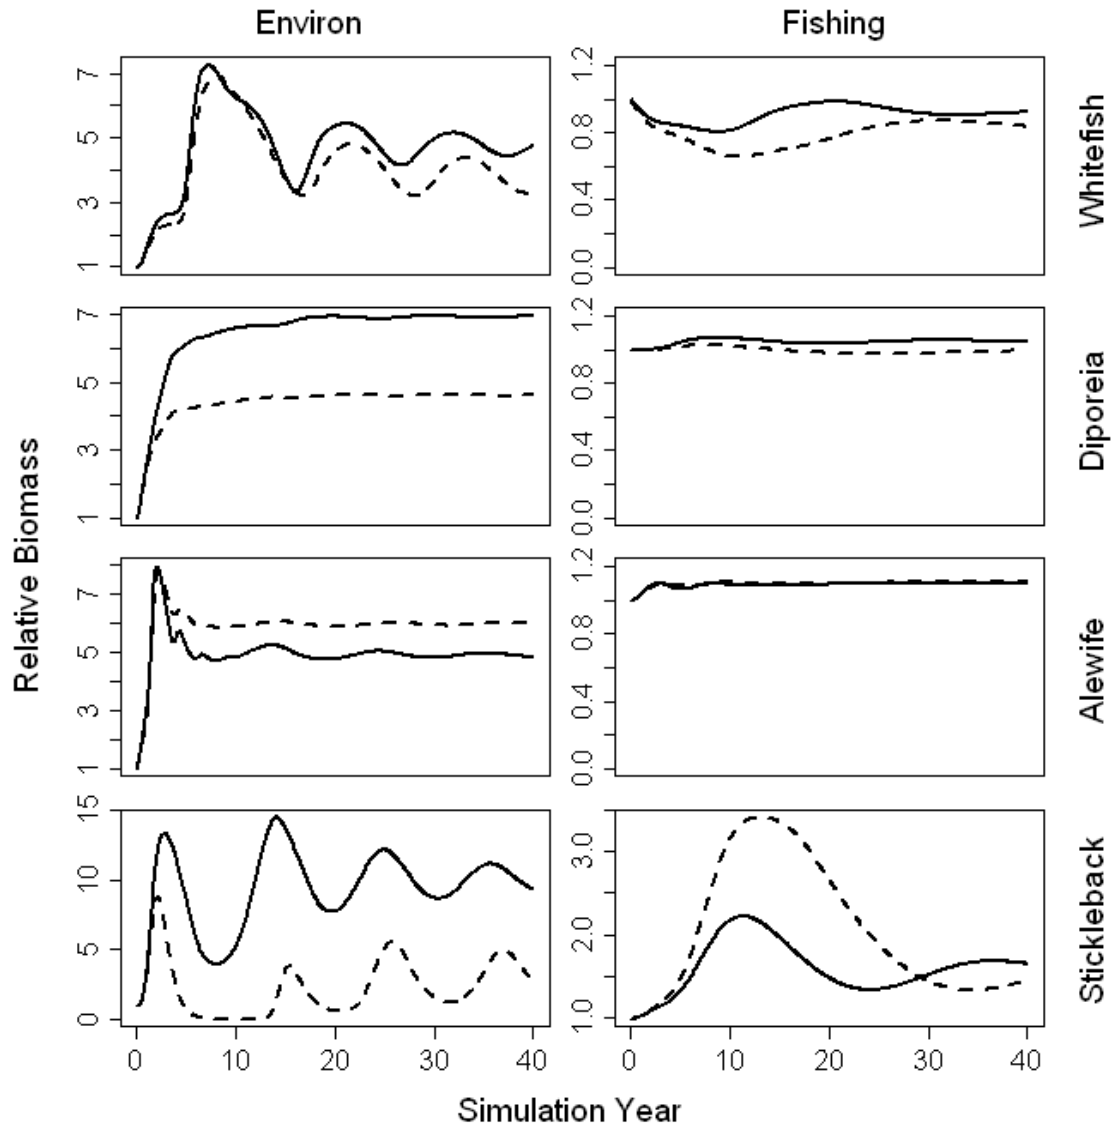 Environ Fishing
Relative Biomass
1 3 5 7
0.0 0.4 0.8 1.2
Whitefish
1 3 5 7
0.0 0.4 0.8 1.2
Diporeia
1 3 5 7
0.0 0.4 0.8 1.2
Alewife
0 5 10 15
1.0 2.0 3.0
Stickleback
0 10 20 30 40 0 10 20 30 40
Simulation Year